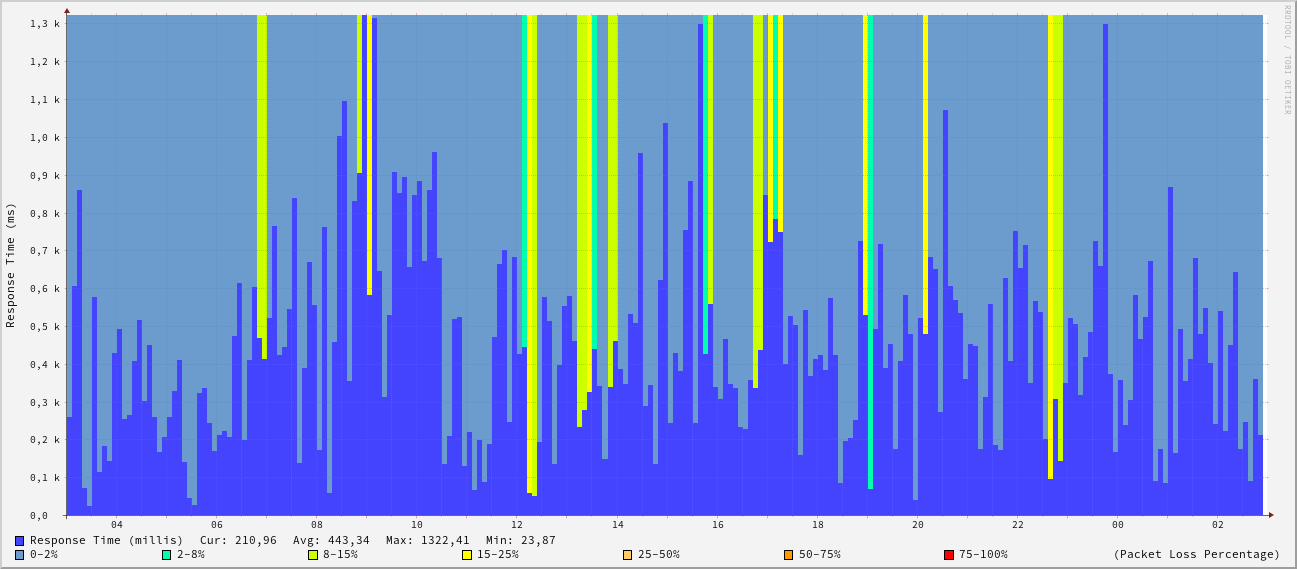 RRDTOOL / TOBI OETIKER
Response Time (ms)
1,3 k
1,2 k
1,1 k
1,0 k
0,9 k
0,8 k
0,7 k
0,6 k
0,5 k
0,4 k
0,3 k
0,2 k
0,1 k
0,0
04 06 08 10 12 14 16 18 20 22 00 02
Response Time (millis) Cur: 210,96 Avg: 443,34 Max: 1322,41 Min: 23,87
0-2% 2-8% 8-15% 15-25% 25-50% 50-75% 75-100% (Packet Loss Percentage)